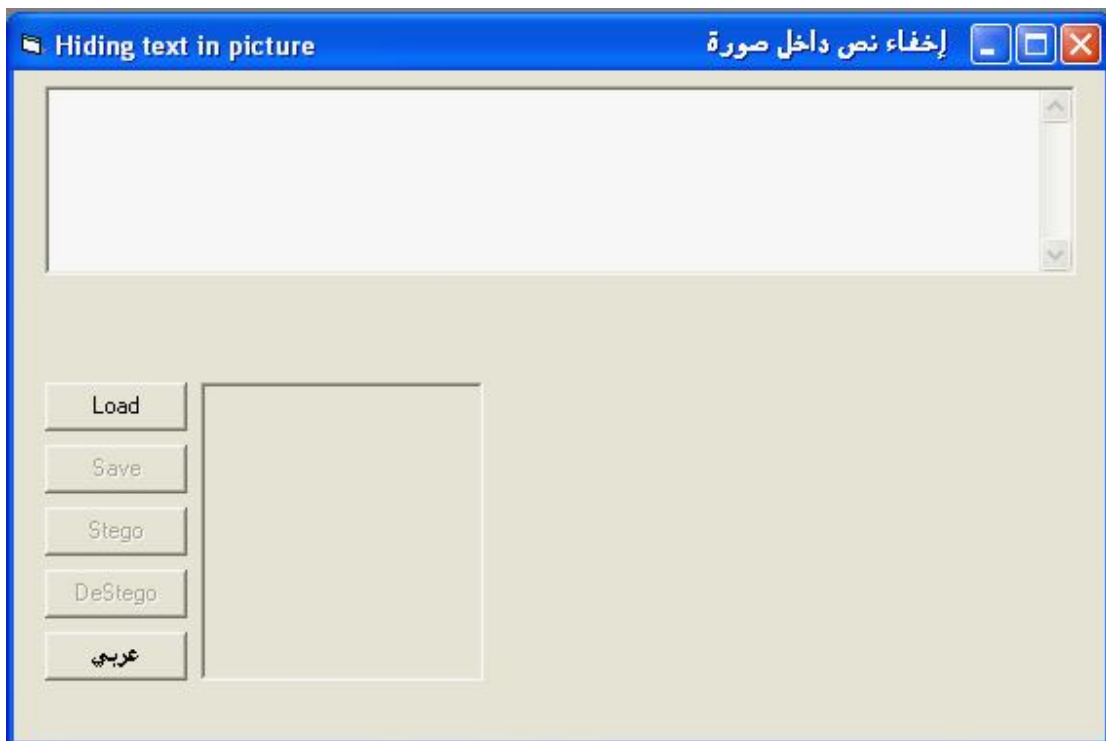 Hiding text in picture إخفاء نص داخل صورة
Load
Save
Stego
DeStego
عربي